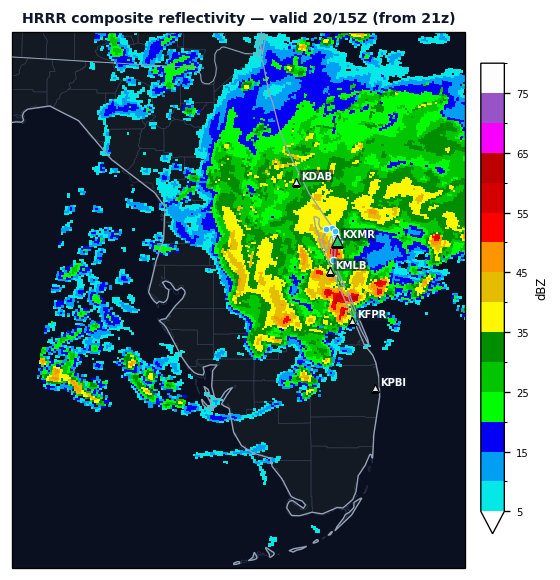 HRRR composite reflectivity — valid 20/15Z (from 21z)
KDAB
KXMR
KMLB
KFPR
KPBI
75
65
55
45
35
25
15
5
dBZ